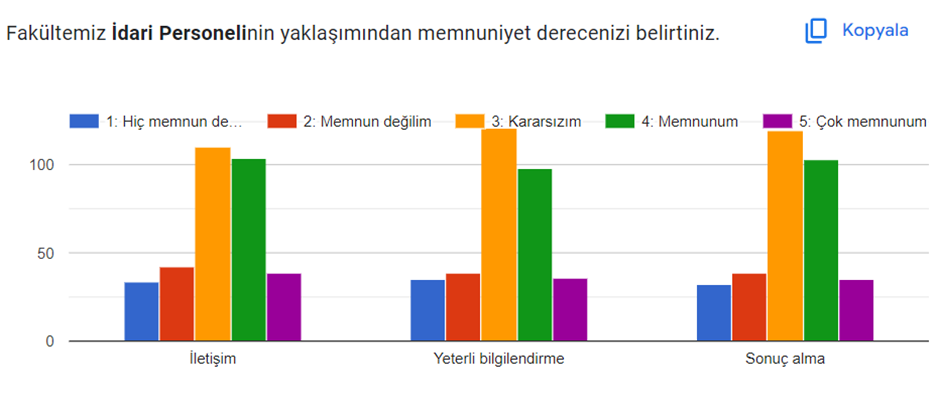 Fakültemiz İdari Personelinin yaklaşımından memnuniyet derecenizi belirtiniz.
Kopyala
1: Hiç memnun de...
2: Memnun değilim
3: Kararsızım
4: Memnunum
5: Çok memnunum
100
50
0
İletişim
Yeterli bilgilendirme
Sonuç alma